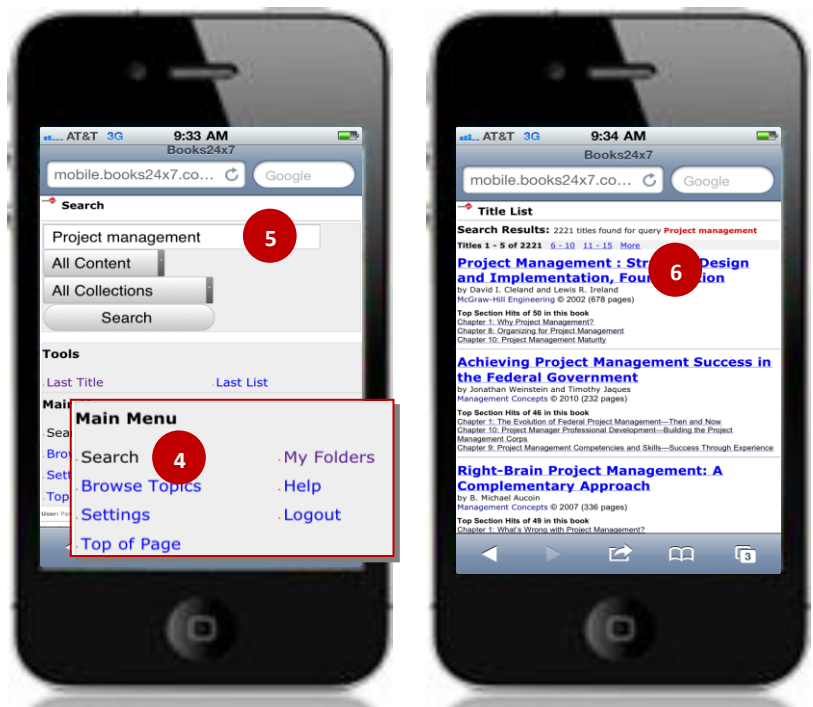 AT&T 3G 9:33 AM
Books24x7
mobile.books24x7.co... Google
Search
Project management
5
All Content
All Collections
Search
Tools
Last Title Last List
Main Menu
Search My Folders
4
Browse Topics Help
Settings Logout
Top of Page
User:
AT&T 3G 9:34 AM
Books24x7
mobile.books24x7.co... Google
Title List
Search Results: 2221 titles found for query Project management
Titles 1 - 5 of 2221 6 - 10 11 - 15 More
6
Project Management : Design
and Implementation,
by David I. Cleland and Lewis R. Ireland
McGraw-Hill Engineering © 2002 (678 pages)
Top Section Hits of 50 in this book
Chapter 1: Why Project Management?
Chapter 8: Organizing for Project Management
Chapter 10: Project Management Maturity
Achieving Project Management Success in
the Federal Government
by Jonathan Weinstein and Timothy Jaques
Management Concepts © 2010 (232 pages)
Top Section Hits of 46 in this book
Chapter 1: The Evolution of Federal Project Management—Then and Now
Chapter 10: Project Manager Professional Development—Building the Project
Management Corps
Chapter 9: Project Management Competencies and Skills—Success Through Experience
Right-Brain Project Management: A
Complementary Approach
by B. Michael Aucoin
Management Concepts © 2007 (336 pages)
Top Section Hits of 49 in this book
Chapter 1: What's Wrong with Project Management?
3